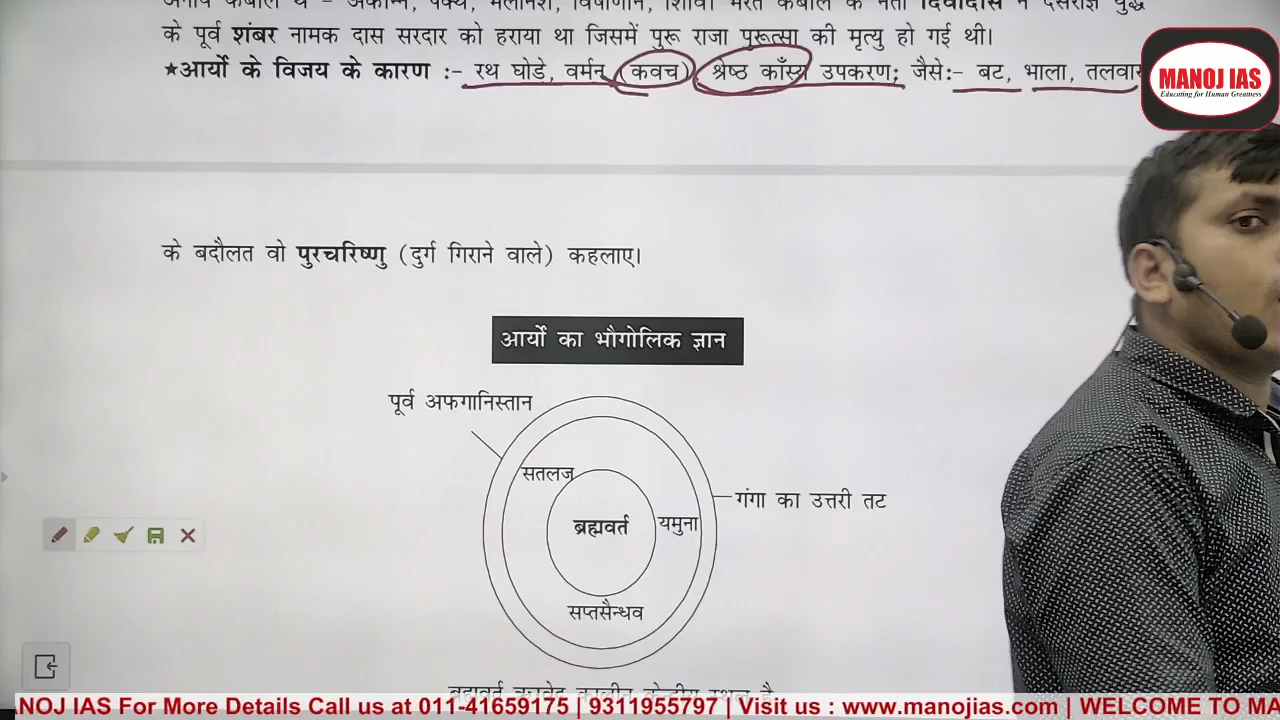 के पूर्व शंबर नामक दास सरदार को हराया था जिसमें पुरू राजा पुरूत्सा की मृत्यु हो गई थी।
★आर्यो के विजय के कारण :- रथ घोडे, वर्मन (कवच) श्रेष्ठ काँस्य उपकरण; जैसे:- बट, भाला, तलवार
MANOJ IAS
Educating for Human Greatness
के बदौलत वो पुरचरिष्णु (दुर्ग गिराने वाले) कहलाए।
आर्यो का भौगोलिक ज्ञान
पूर्व अफगानिस्तान
सतलज
गंगा का उत्तरी तट
ब्रह्मवर्त
यमुना
सप्तसैन्धव
NOJ IAS For More Details Call us at 011-41659175 | 9311955797 | Visit us : www.manojias.com | WELCOME TO MA